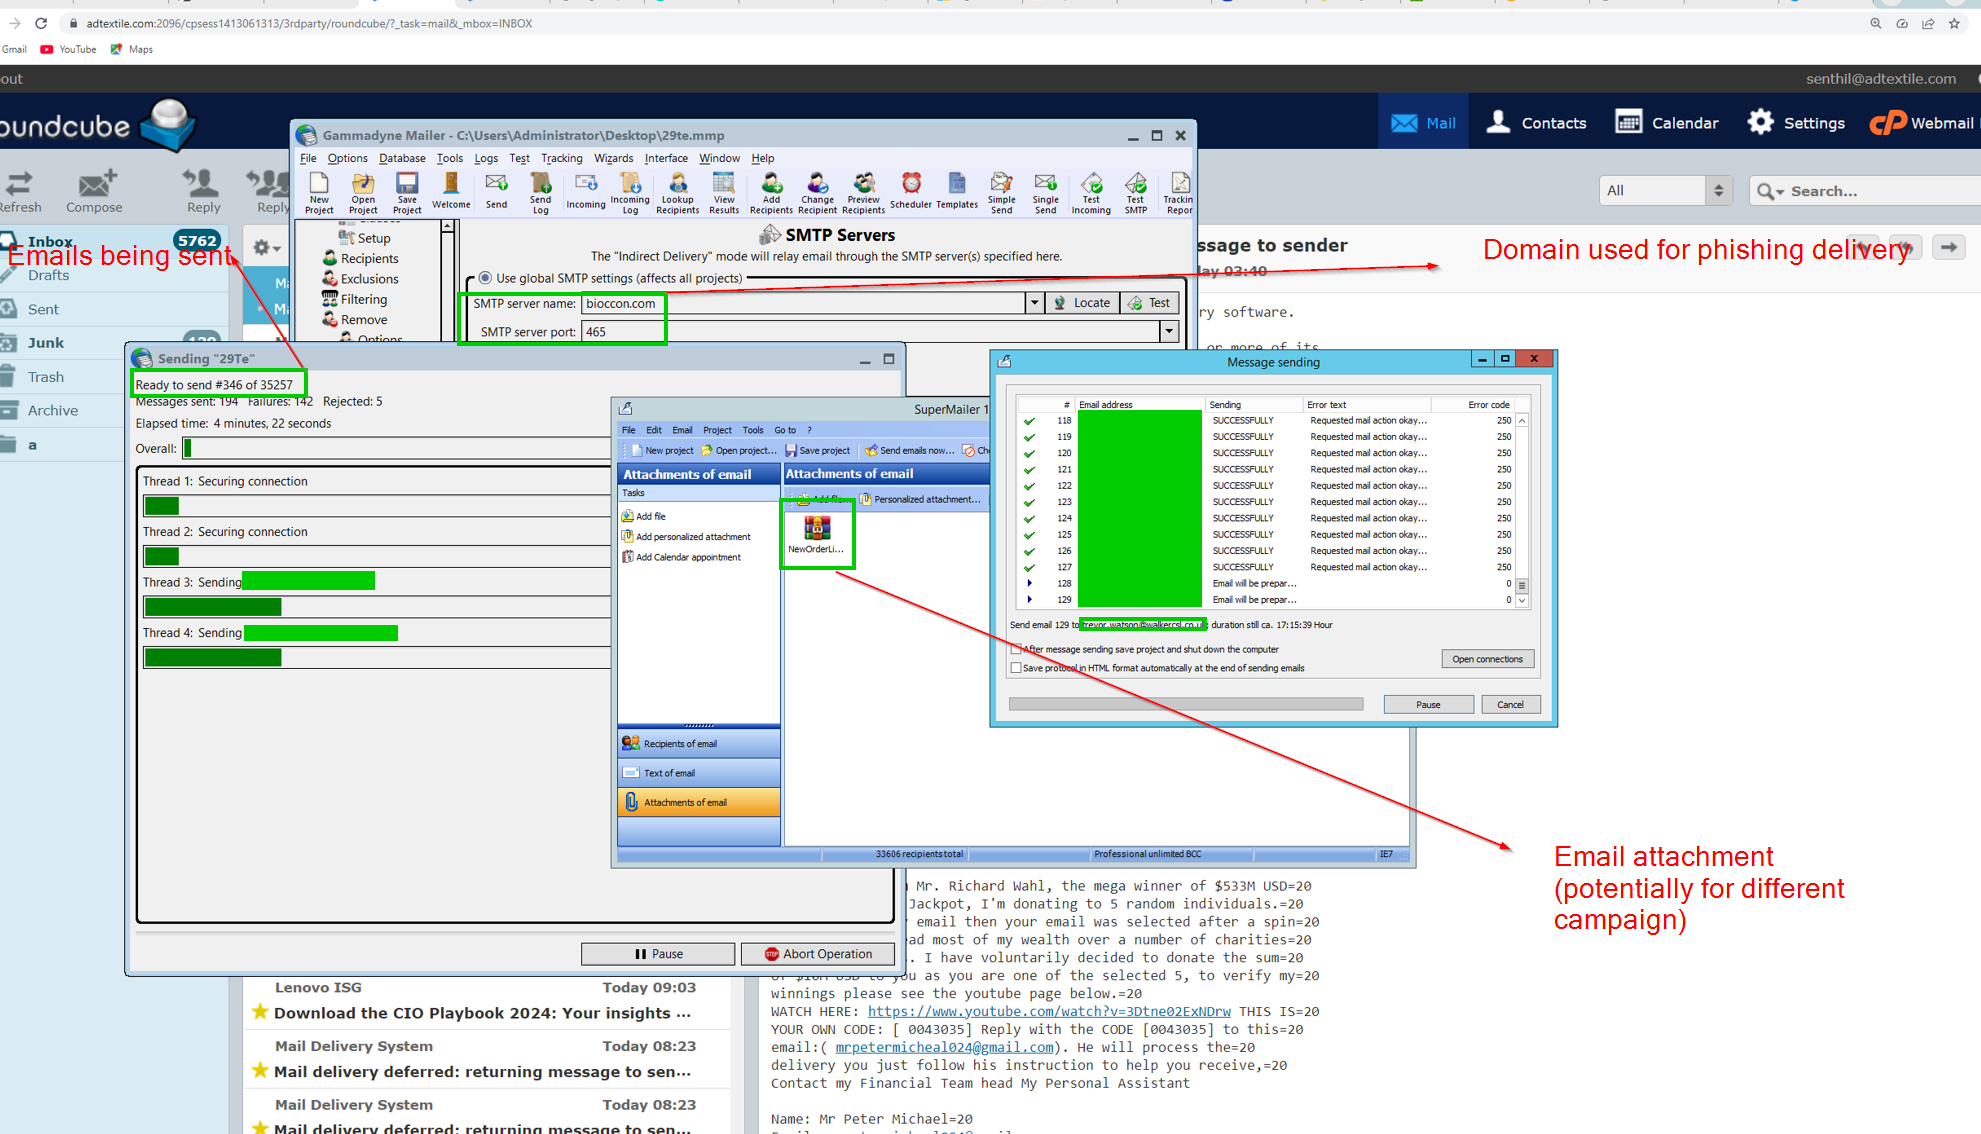 adtextile.com:2096/cpsess1413061313/3rdparty/roundcube/?_task=mail&_mbox=INBOX
Gmail YouTube Maps
out
senthil@adtextile.com
oundcube
Mail Contacts Calendar Settings cP Webmail
Refresh Compose Reply Reply
All
Search...
Inbox 5762
Drafts
Sent
Junk
Trash
Archive
a
Emails being sent
Gammadyne Mailer - C:\Users\Administrator\Desktop\29te.mmp
File Options Database Tools Logs Test Tracking Wizards Interface Window Help
New Project
Open Project
Save Project
Welcome
Send
Send Log
Incoming
Incoming Log
Lookup Recipients
View Results
Add Recipients
Change Recipient
Preview Recipients
Scheduler
Templates
Simple Send
Single Send
Test Incoming
Test SMTP
Trackin Repor
Setup
Recipients
Exclusions
Filtering
Remove
Options
SMTP Servers
The "Indirect Delivery" mode will relay email through the SMTP server(s) specified here.
Use global SMTP settings (affects all projects)
SMTP server name: bioccon.com Locate Test
SMTP server port: 465
ssage to sender
ay 03:40
Domain used for phishing delivery
ry software.
or more of its
Sending "29Te"
Ready to send #346 of 35257
Messages sent: 194 Failures: 142 Rejected: 5
Elapsed time: 4 minutes, 22 seconds
Overall:
Thread 1: Securing connection
Thread 2: Securing connection
Thread 3: Sending
Thread 4: Sending
Pause Abort Operation
SuperMailer 1
File Edit Email Project Tools Go to ?
New project Open project... Save project Send emails now... Che
Attachments of email
Tasks
Add file
Add personalized attachment
Add Calendar appointment
Attachments of email
Add file... Personalized attachment...
NewOrderLi...
Recipients of email
Text of email
Attachments of email
33606 recipients total Professional unlimited BCC IE7
Message sending
# Email address Sending Error text Error code
118 SUCCESSFULLY Requested mail action okay... 250
119 SUCCESSFULLY Requested mail action okay... 250
120 SUCCESSFULLY Requested mail action okay... 250
121 SUCCESSFULLY Requested mail action okay... 250
122 SUCCESSFULLY Requested mail action okay... 250
123 SUCCESSFULLY Requested mail action okay... 250
124 SUCCESSFULLY Requested mail action okay... 250
125 SUCCESSFULLY Requested mail action okay... 250
126 SUCCESSFULLY Requested mail action okay... 250
127 SUCCESSFULLY Requested mail action okay... 250
128 Email will be prepar... 0
129 Email will be prepar... 0
Send email 129 to trevor.watson@walkercsl.co.uk; duration still ca. 17:15:39 Hour
After message sending save project and shut down the computer
Save protocol in HTML format automatically at the end of sending emails
Open connections
Pause Cancel
Email attachment
(potentially for different
campaign)
Mr. Richard Wahl, the mega winner of $533M USD=20
Jackpot, I'm donating to 5 random individuals.=20
email then your email was selected after a spin=20
ad most of my wealth over a number of charities=20
. I have voluntarily decided to donate the sum=20
you as you are one of the selected 5, to verify my=20
winnings please see the youtube page below.=20
WATCH HERE: https://www.youtube.com/watch?v=3Dtne02ExNDrw THIS IS=20
YOUR OWN CODE: [ 0043035] Reply with the CODE [0043035] to this=20
email:( mrpetermicheal024@gmail.com). He will process the=20
delivery you just follow his instruction to help you receive,=20
Contact my Financial Team head My Personal Assistant
Name: Mr Peter Michael=20
Lenovo ISG Today 09:03
Download the CIO Playbook 2024: Your insights ...
Mail Delivery System Today 08:23
Mail delivery deferred: returning message to sen...
Mail Delivery System Today 08:23
Mail delivery deferred: returning message to sen...